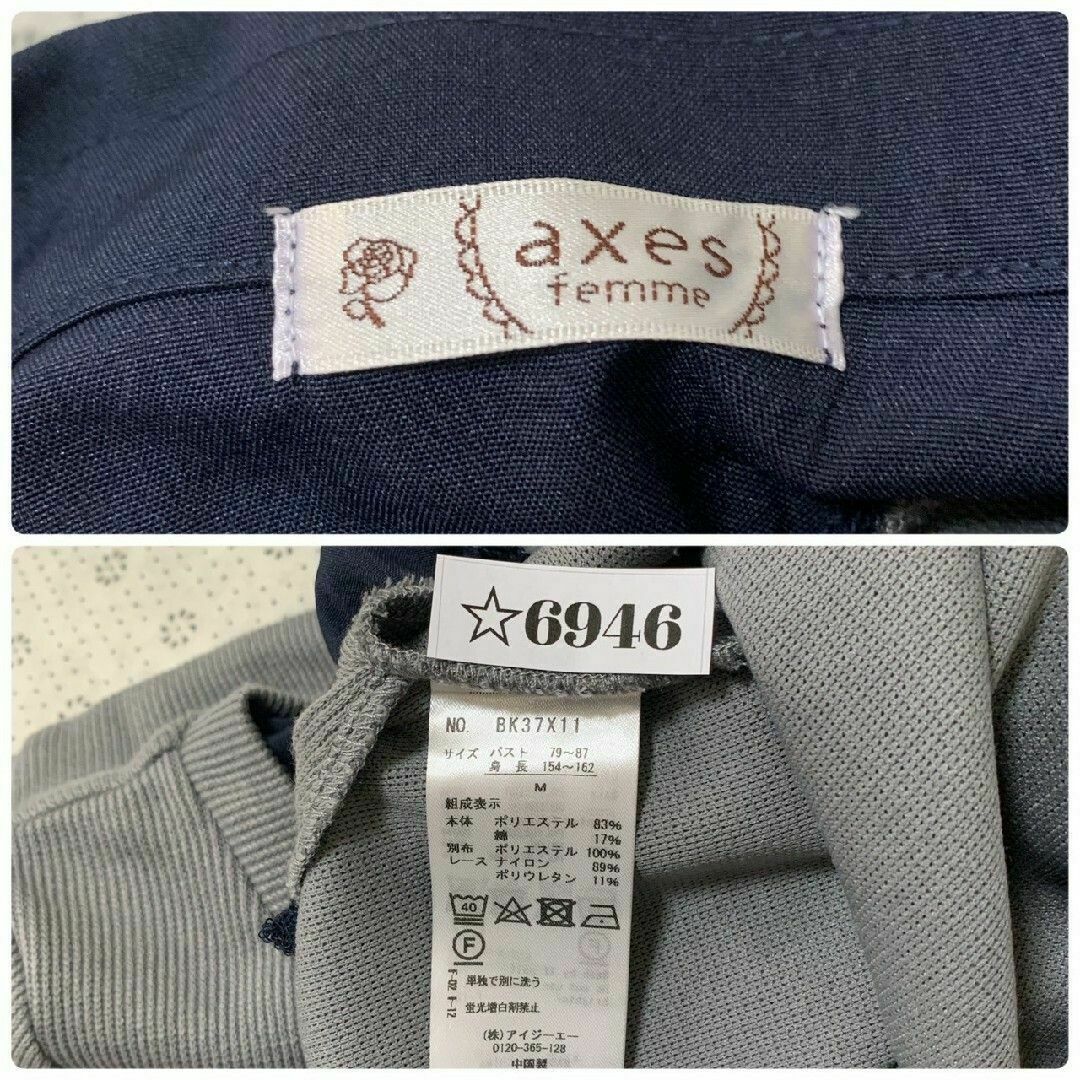 axes
femme
☆6946
NO. BK37X11
サイズ バスト 79~87
身長 154~162
M
組成表示
本体 ポリエステル 83%
綿 17%
別布 ポリエステル 100%
レース ナイロン 89%
ポリウレタン 11%
40
F
単独で別に洗う
蛍光増白剤禁止
(株)アイジーエー
0120-365-128
中国製